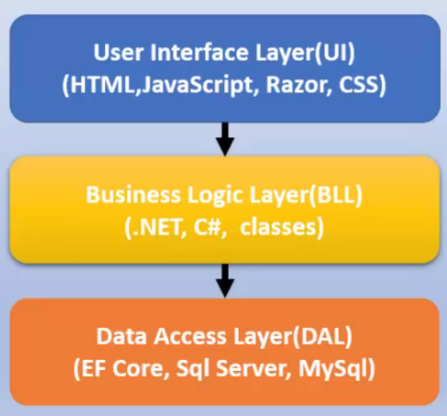 User Interface Layer(UI)
(HTML,JavaScript, Razor, CSS)
Business Logic Layer(BLL)
(.NET, C#,  classes)
Data Access Layer(DAL)
(EF Core, Sql Server, MySql)